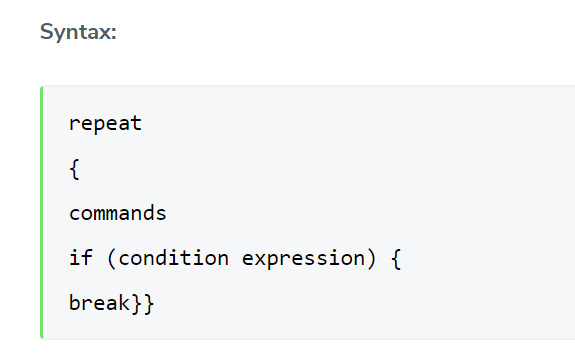 Syntax:
repeat
{
commands
if (condition expression) {
break}}